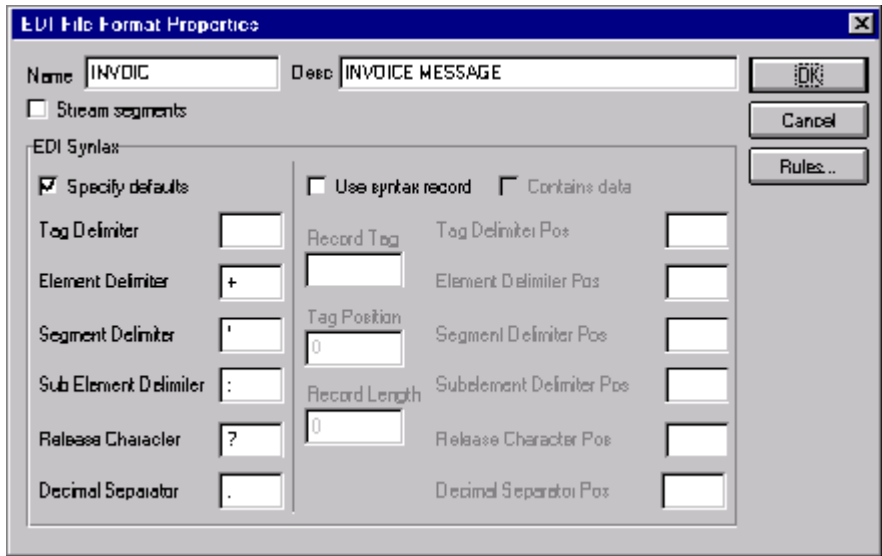 EDI File Format Properties
Name INVOIC Desc INVOICE MESSAGE OK
Stream segments Cancel
EDI Syntax Rules...
Specify defaults Use syntax record Contains data
Tag Delimiter Record Tag Tag Delimiter Pos
Element Delimiter + Element Delimiter Pos
Tag Position
Segment Delimiter ' 0 Segment Delimiter Pos
Sub Element Delimiter : Record Length Subelement Delimiter Pos
0
Release Character ? Release Character Pos
Decimal Separator . Decimal Separator Pos